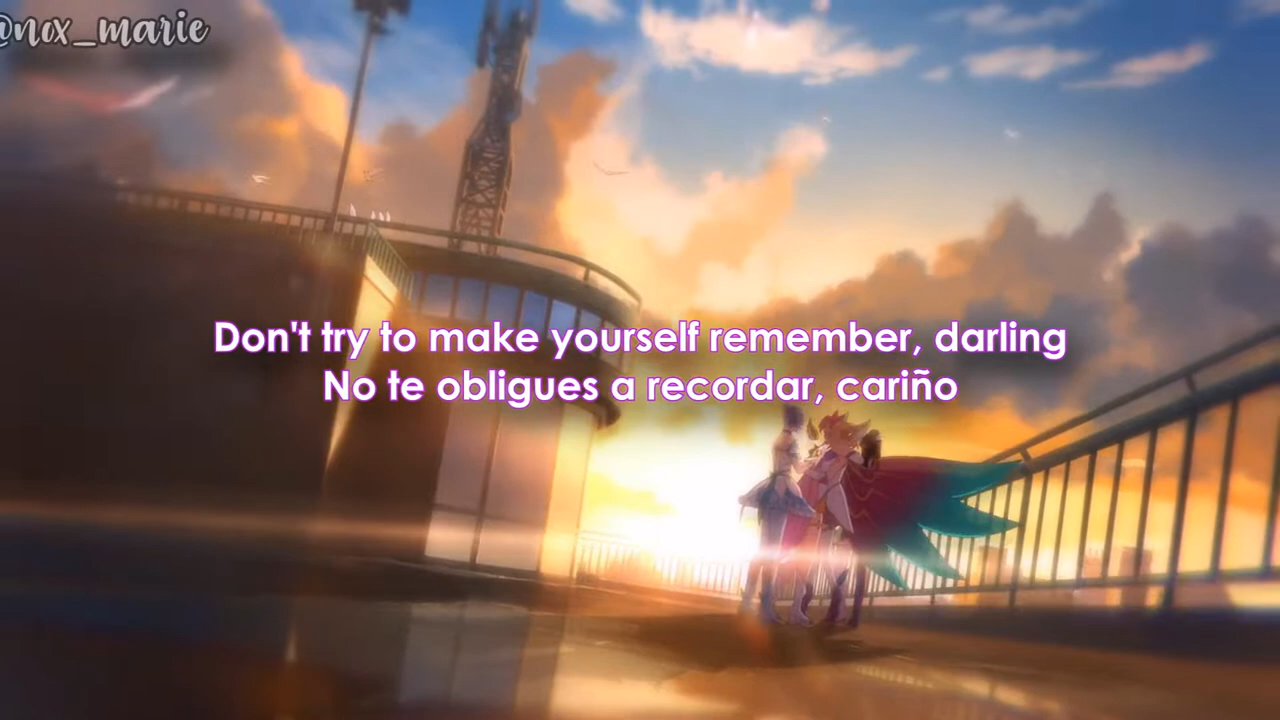 @nox_marie
Don't try to make yourself remember, darling
No te obligues a recordar, cariño